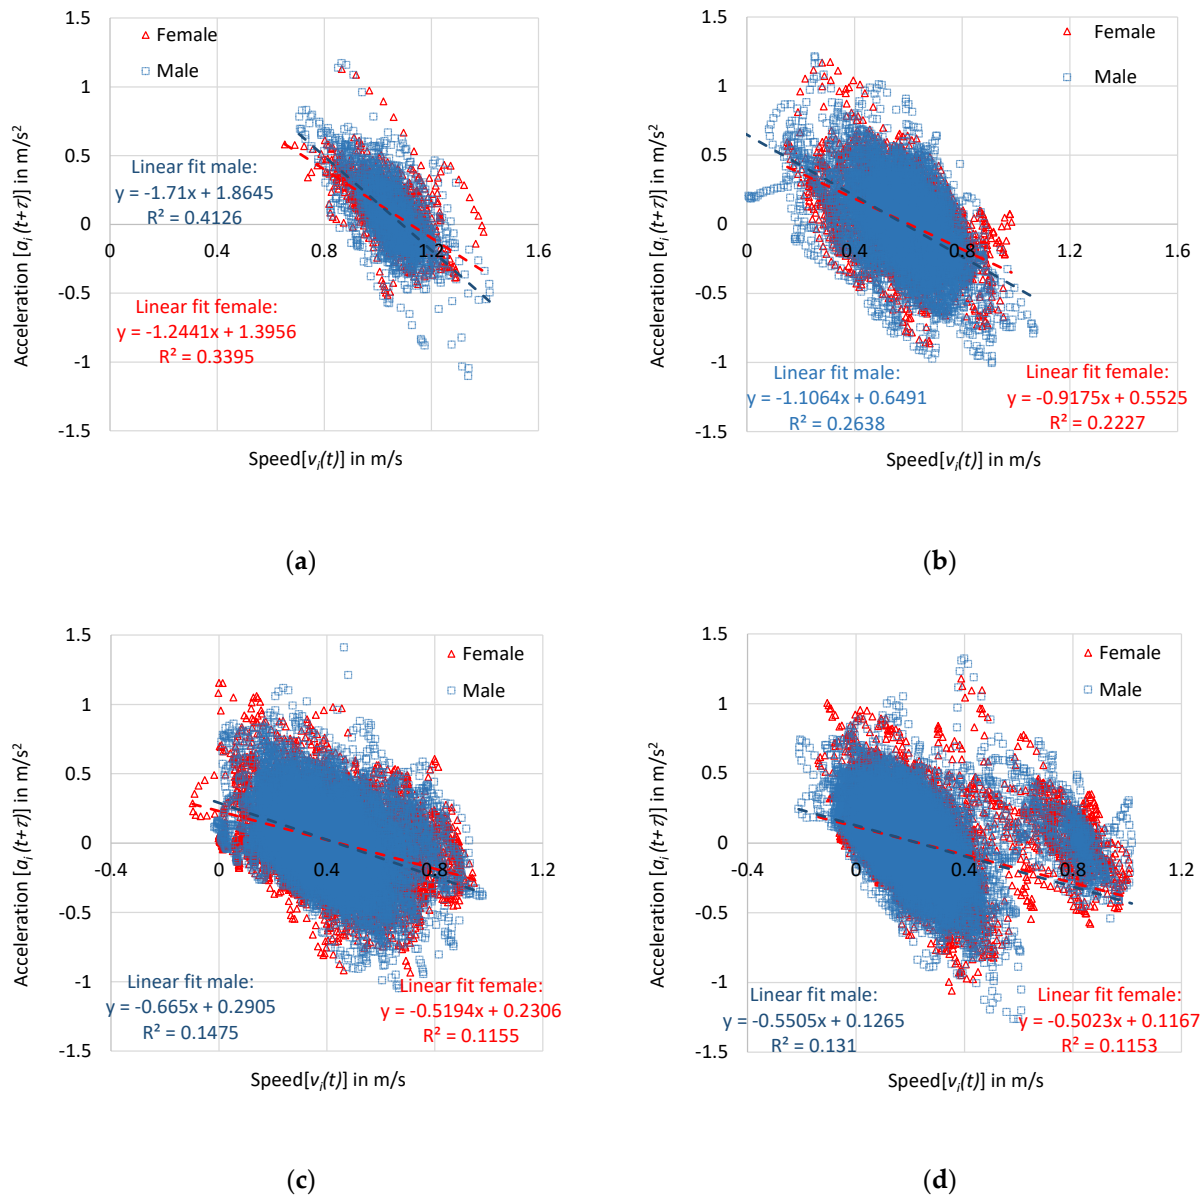 1.5
1
0.5
0
-0.5
-1
-1.5
0
0.4
0.8
1.2
1.6
Acceleration [a_i (t+τ)] in m/s²
Speed[v_i(t)] in m/s
Female
Male
Linear fit male:
y = -1.71x + 1.8645
R² = 0.4126
Linear fit female:
y = -1.2441x + 1.3956
R² = 0.3395
(a)
1.5
1
0.5
0
-0.5
-1
-1.5
0
0.4
0.8
1.2
1.6
Acceleration [a_i (t+τ)] in m/s²
Speed[v_i(t)] in m/s
Female
Male
Linear fit male:
y = -1.1064x + 0.6491
R² = 0.2638
Linear fit female:
y = -0.9175x + 0.5525
R² = 0.2227
(b)
1.5
1
0.5
0
-0.5
-1
-1.5
-0.4
0
0.4
0.8
1.2
Acceleration [a_i (t+τ)] in m/s²
Speed[v_i(t)] in m/s
Female
Male
Linear fit male:
y = -0.665x + 0.2905
R² = 0.1475
Linear fit female:
y = -0.5194x + 0.2306
R² = 0.1155
(c)
1.5
1
0.5
0
-0.5
-1
-1.5
-0.4
0
0.4
0.8
1.2
Acceleration [a_i (t+τ)] in m/s²
Speed[v_i(t)] in m/s
Female
Male
Linear fit male:
y = -0.5505x + 0.1265
R² = 0.131
Linear fit female:
y = -0.5023x + 0.1167
R² = 0.1153
(d)